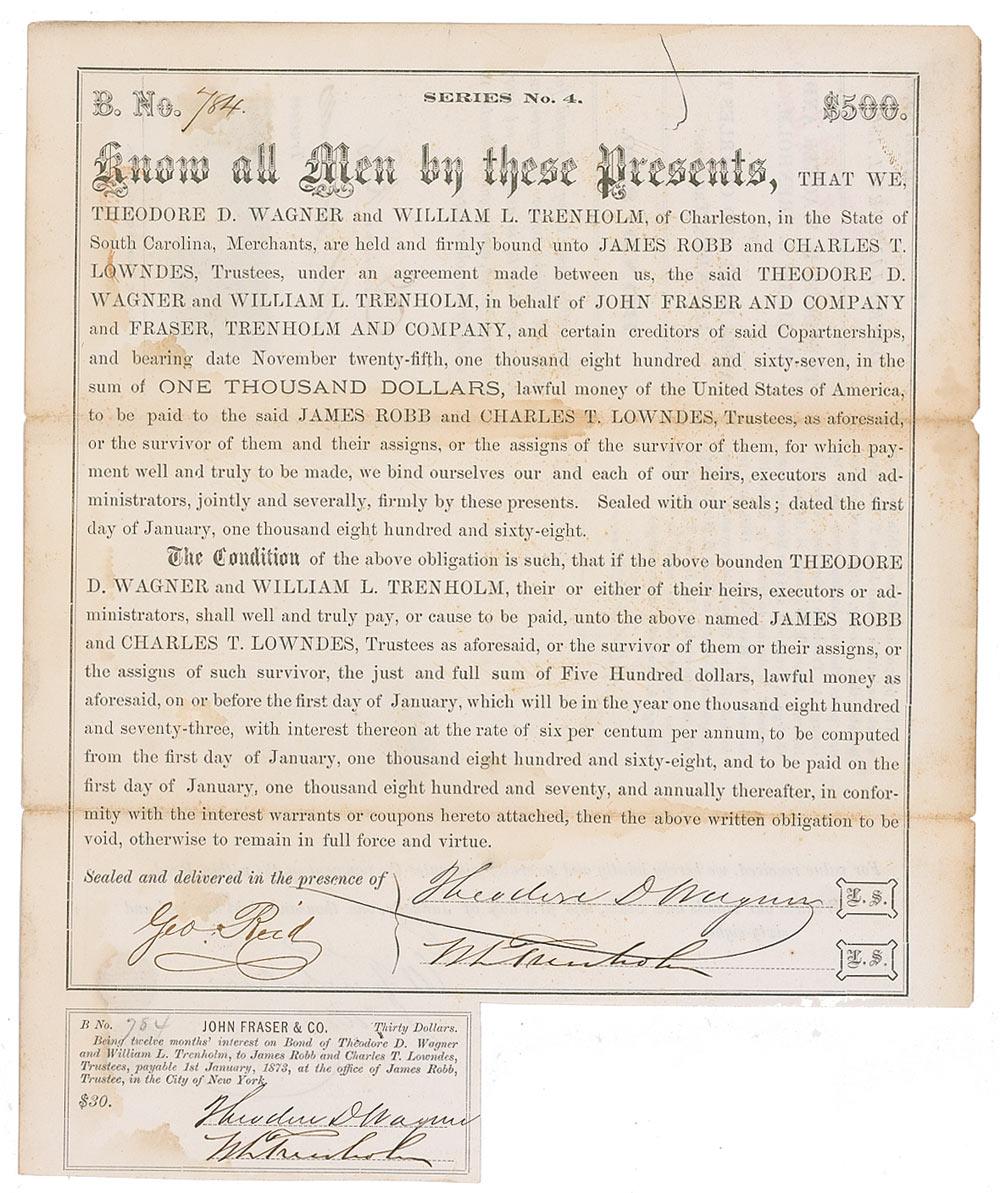 B. No. 784. SERIES No. 4. $500.
Know all Men by these Presents, THAT WE,
THEODORE D. WAGNER and WILLIAM L. TRENHOLM, of Charleston, in the State of
South Carolina, Merchants, are held and firmly bound unto JAMES ROBB and CHARLES T.
LOWNDES, Trustees, under an agreement made between us, the said THEODORE D.
WAGNER and WILLIAM L. TRENHOLM, in behalf of JOHN FRASER AND COMPANY
and FRASER, TRENHOLM AND COMPANY, and certain creditors of said Copartnerships,
and bearing date November twenty-fifth, one thousand eight hundred and sixty-seven, in the
sum of ONE THOUSAND DOLLARS, lawful money of the United States of America,
to be paid to the said JAMES ROBB and CHARLES T. LOWNDES, Trustees, as aforesaid,
or the survivor of them and their assigns, or the assigns of the survivor of them, for which pay-
ment well and truly to be made, we bind ourselves our and each of our heirs, executors and ad-
ministrators, jointly and severally, firmly by these presents. Sealed with our seals; dated the first
day of January, one thousand eight hundred and sixty-eight.
The Condition of the above obligation is such, that if the above bounden THEODORE
D. WAGNER and WILLIAM L. TRENHOLM, their or either of their heirs, executors or ad-
ministrators, shall well and truly pay, or cause to be paid, unto the above named JAMES ROBB
and CHARLES T. LOWNDES, Trustees as aforesaid, or the survivor of them or their assigns, or
the assigns of such survivor, the just and full sum of Five Hundred dollars, lawful money as
aforesaid, on or before the first day of January, which will be in the year one thousand eight hundred
and seventy-three, with interest thereon at the rate of six per centum per annum, to be computed
from the first day of January, one thousand eight hundred and sixty-eight, and to be paid on the
first day of January, one thousand eight hundred and seventy, and annually thereafter, in confor-
mity with the interest warrants or coupons hereto attached, then the above written obligation to be
void, otherwise to remain in full force and virtue.
Sealed and delivered in the presence of Theodore D Wagner L.S.
Geo. Reid
Wm L Trenholm L.S.
B No. 784 JOHN FRASER & CO. Thirty Dollars.
Being twelve months' interest on Bond of Theodore D. Wagner
and William L. Trenholm, to James Robb and Charles T. Lowndes,
Trustees, payable 1st January, 1873, at the office of James Robb,
Trustee, in the City of New York.
$30. Theodore D Wagner
Wm L Trenholm